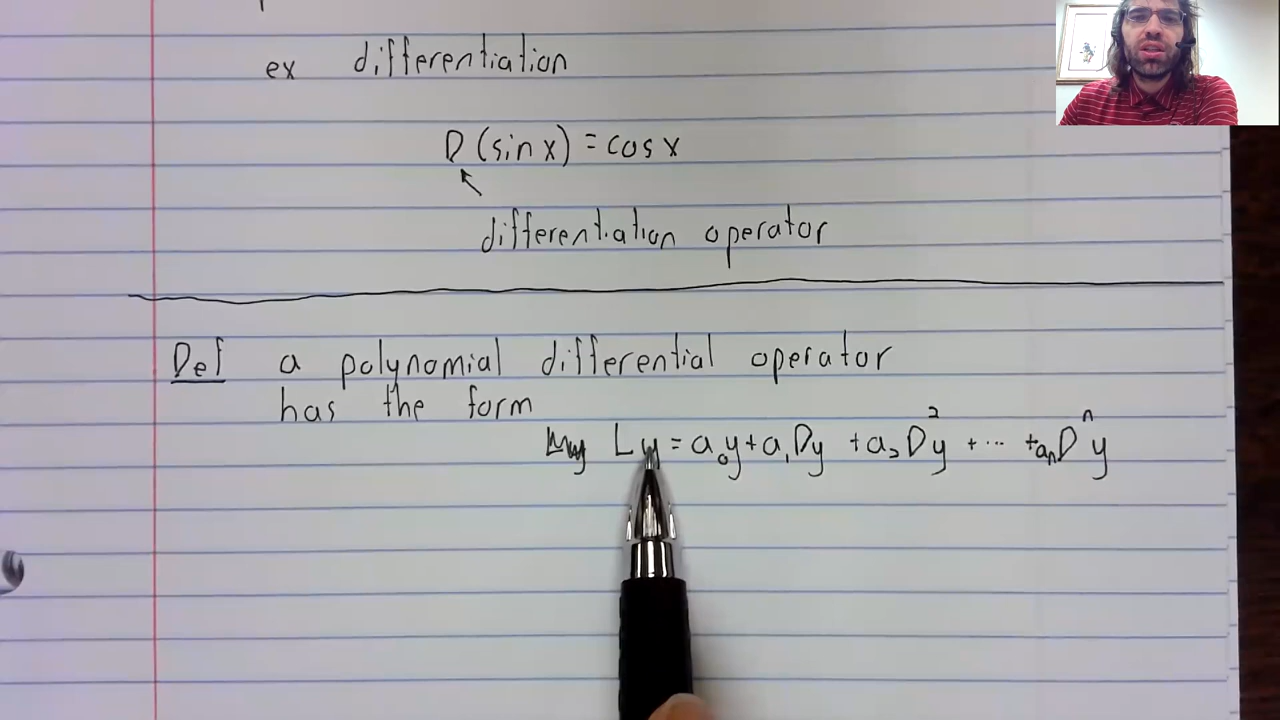 ex differentiation
D (sin x) = cos x
differentiation operator
Def a polynomial differential operator
has the form
Ly = a₀y + a₁Dy + a₂D²y + ··· + aₙDⁿy